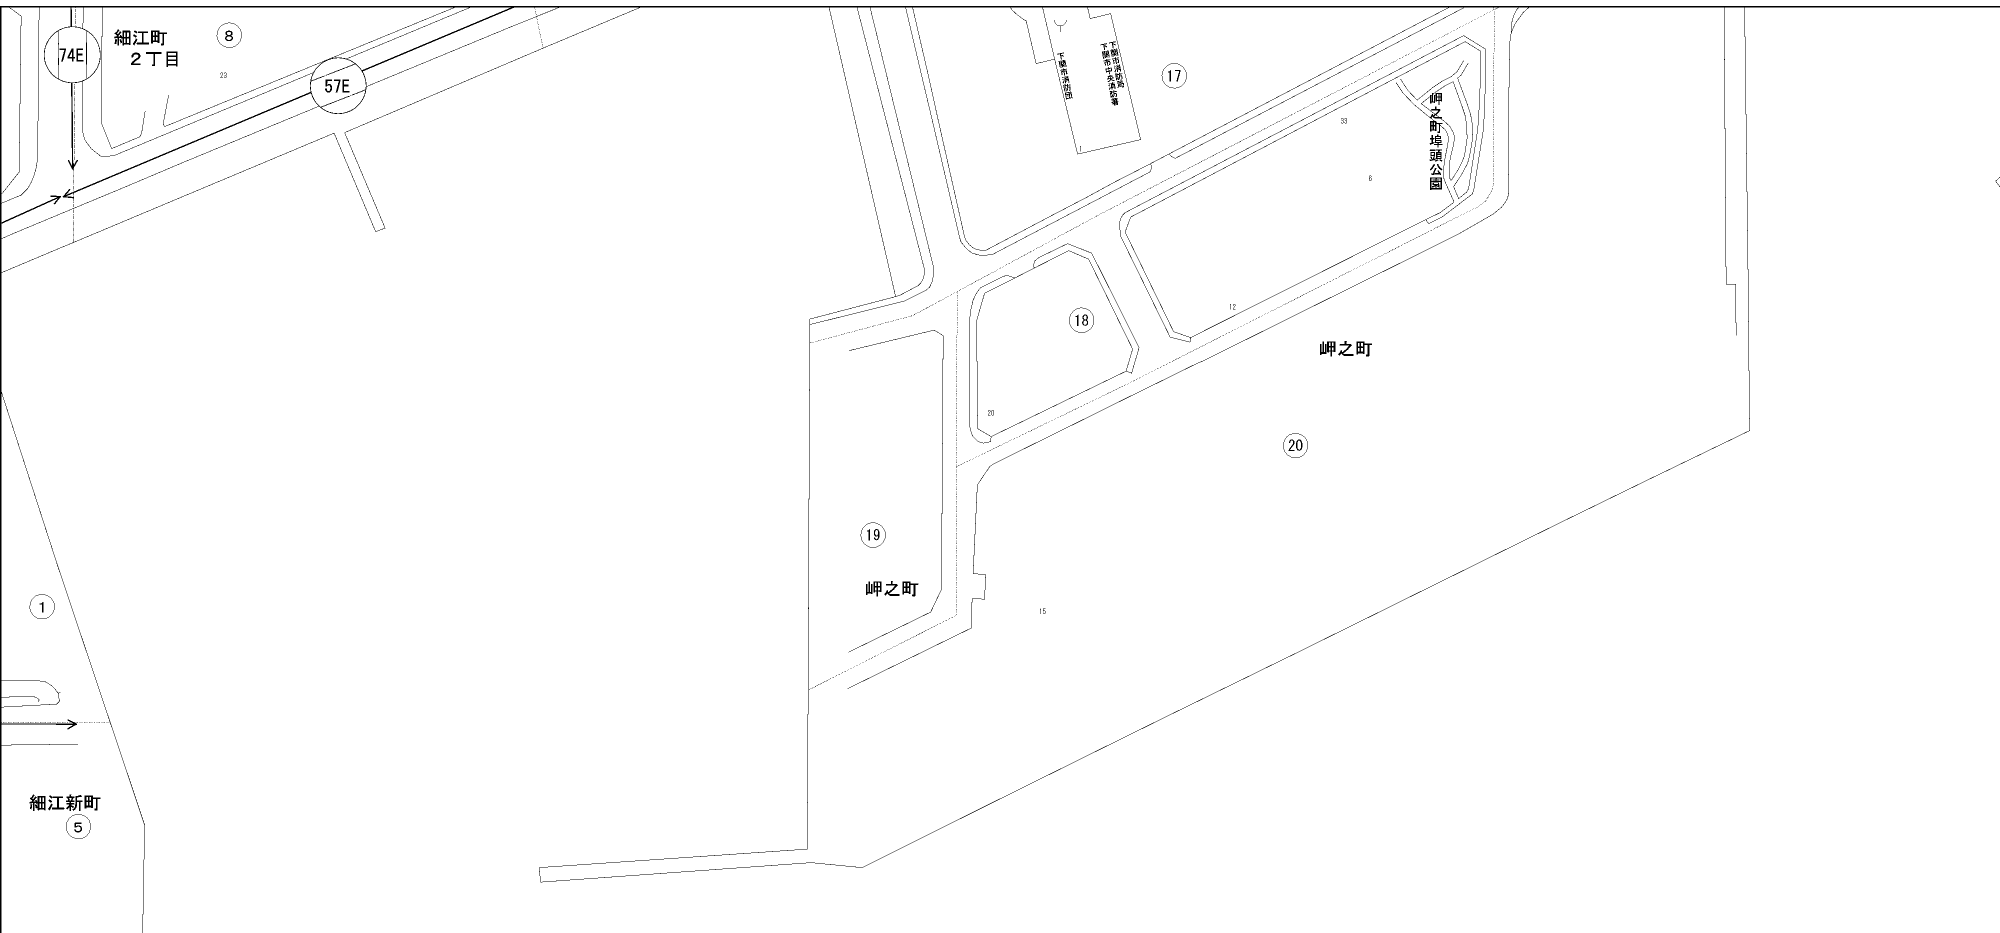 74E
細江町
２丁目
8
23
57E
下関市消防団
下関市消防局
下関市中央消防署
1
17
33
6
岬之町埠頭公園
12
18
20
岬之町
20
19
岬之町
15
1
細江新町
5